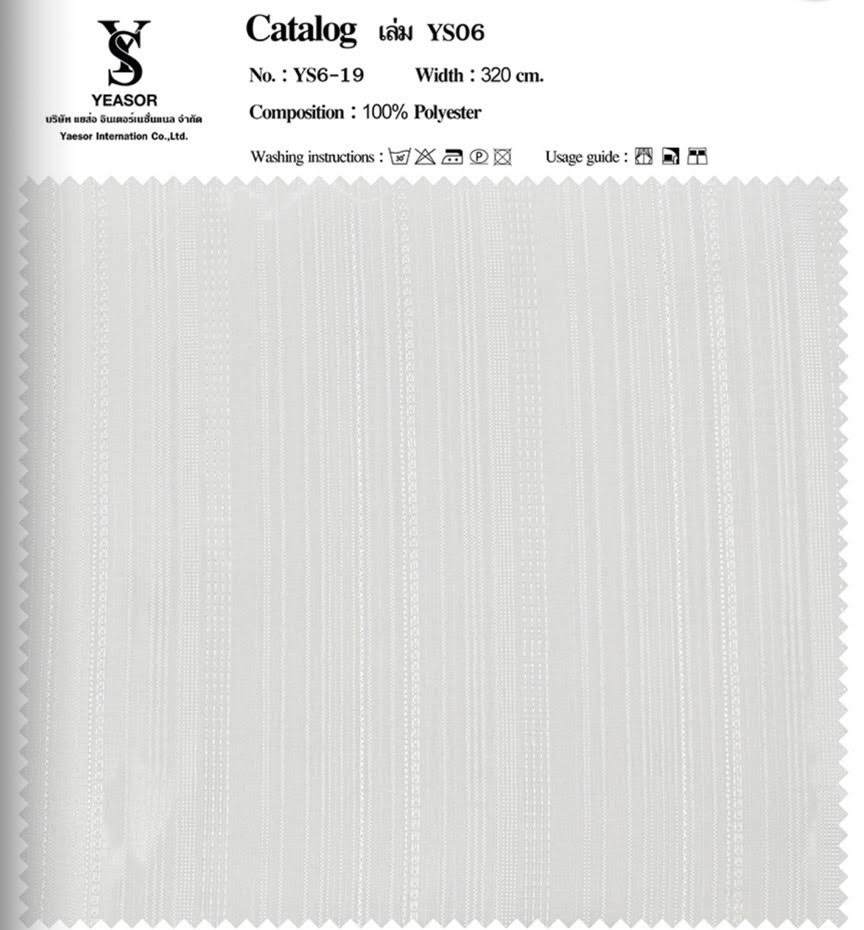 Catalog เล่ม YS06
YS
YEASOR
No. : YS6-19 Width : 320 cm.
บริษัท แยส่อ อินเตอร์เนชั่นแนล จำกัด
Yaesor Internation Co.,Ltd.
Composition : 100% Polyester
Washing instructions : Usage guide :